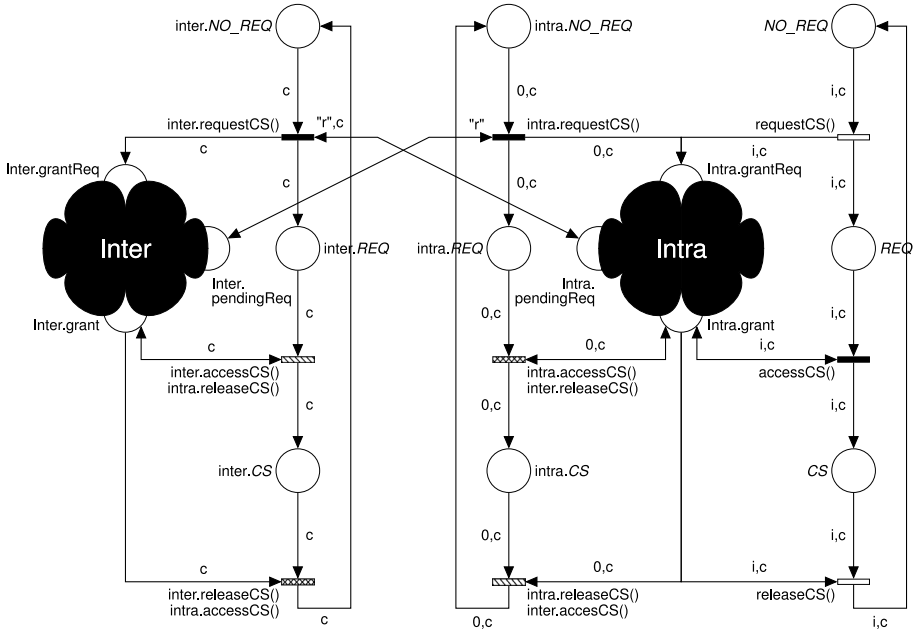 inter.NO_REQ
intra.NO_REQ
NO_REQ
c
0,c
i,c
inter.requestCS()
"r",c
"r"
intra.requestCS()
requestCS()
c
0,c
i,c
Inter.grantReq
c
0,c
Intra.grantReq
i,c
Inter
inter.REQ
intra.REQ
Intra
REQ
Inter.
pendingReq
Intra.
pendingReq
c
0,c
i,c
Inter.grant
Intra.grant
c
0,c
i,c
inter.accessCS()
intra.releaseCS()
intra.accessCS()
inter.releaseCS()
accessCS()
c
0,c
i,c
inter.CS
intra.CS
CS
c
0,c
i,c
c
0,c
i,c
inter.releaseCS()
intra.accessCS()
intra.releaseCS()
inter.accesCS()
releaseCS()
c
0,c
i,c